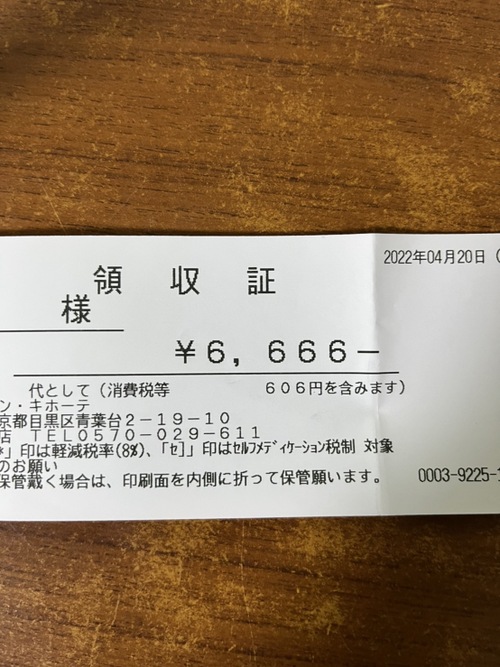 2022年04月20日(
領 収 証
様
￥6,666－
代として(消費税等 606円を含みます)
ン・キホーテ
京都目黒区青葉台2－19－10
店 TEL0570－029－611
*」印は軽減税率(8%)、「セ」印はｾﾙﾌﾒﾃﾞｨｹｰｼｮﾝ税制 対象
のお願い
保管戴く場合は、印刷面を内側に折って保管願います。
0003-9225-1